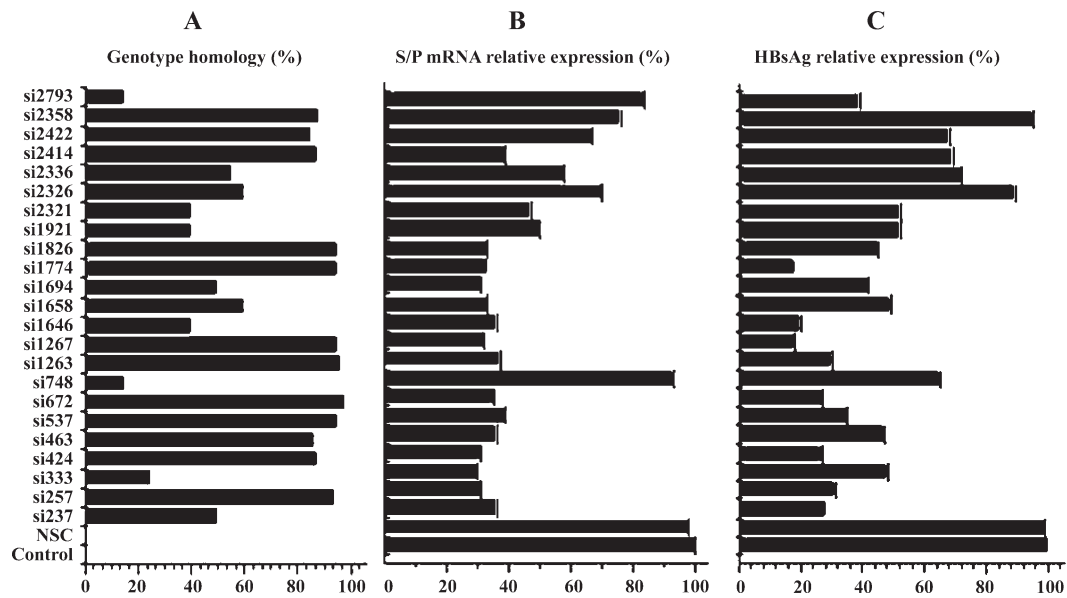 A B C
Genotype homology (%) S/P mRNA relative expression (%) HBsAg relative expression (%)
si2793
si2358
si2422
si2414
si2336
si2326
si2321
si1921
si1826
si1774
si1694
si1658
si1646
si1267
si1263
si748
si672
si537
si463
si424
si333
si257
si237
NSC
Control
0 20 40 60 80 100 0 20 40 60 80 100 0 20 40 60 80 100